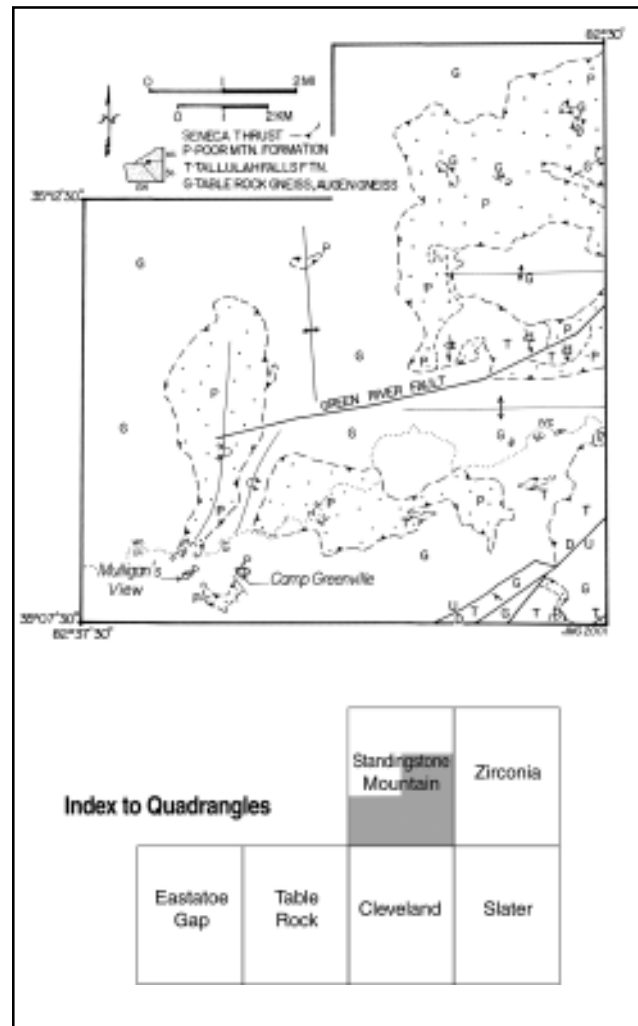 82°30'
0 1 2 MI
0 1 2 KM
N
SENECA THRUST
P-POOR MTN. FORMATION
T-TALLULAH FALLS FTN.
G-TABLE ROCK GNEISS, AUGEN GNEISS
35°12'30"
G
P
G
G
P
G
P
G
P
P
T
T
P
P
GREEN RIVER FAULT
P
G
G
G
P
P
P
T
D U
G
G
Mulligan's
View
Camp Greenville
U
D T G T D T
35°07'30"
82°37'30"
Index to Quadrangles
Standingstone
Mountain
Zirconia
Eastatoe
Gap
Table
Rock
Cleveland
Slater